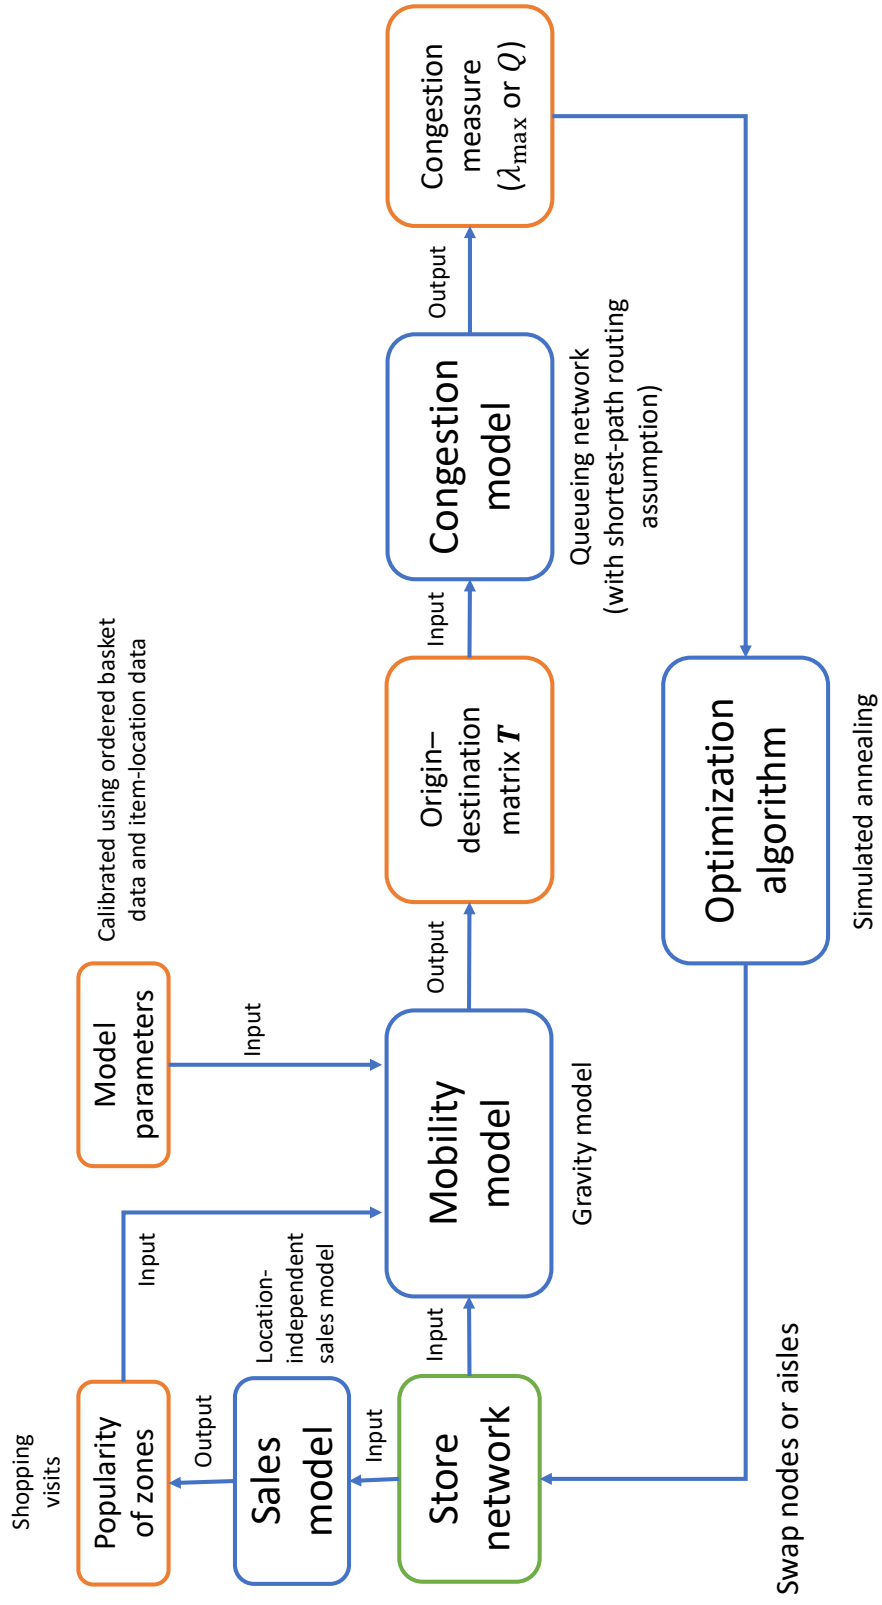 Shopping
visits
Popularity
of zones
Output
Sales
model
Location-
independent
sales model
Input
Store
network
Input
Input
Model
parameters
Calibrated using ordered basket
data and item-location data
Input
Mobility
model
Gravity model
Output
Origin–
destination
matrix T
Input
Congestion
model
Queueing network
(with shortest-path routing
assumption)
Output
Congestion
measure
(λmax or Q)
Optimization
algorithm
Simulated annealing
Swap nodes or aisles